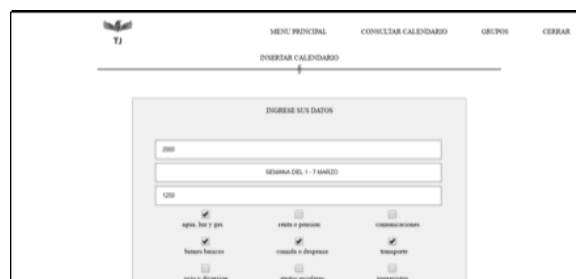 TJ
MENU PRINCIPAL CONSULTAR CALENDARIO GRUPOS CERRAR
INSERTAR CALENDARIO
INGRESE SUS DATOS
2000
SEMANA DEL 1 - 7 MARZO
1250
agua, luz y gas renta o pension comunicaciones
bienes basicos comida o despensa transporte